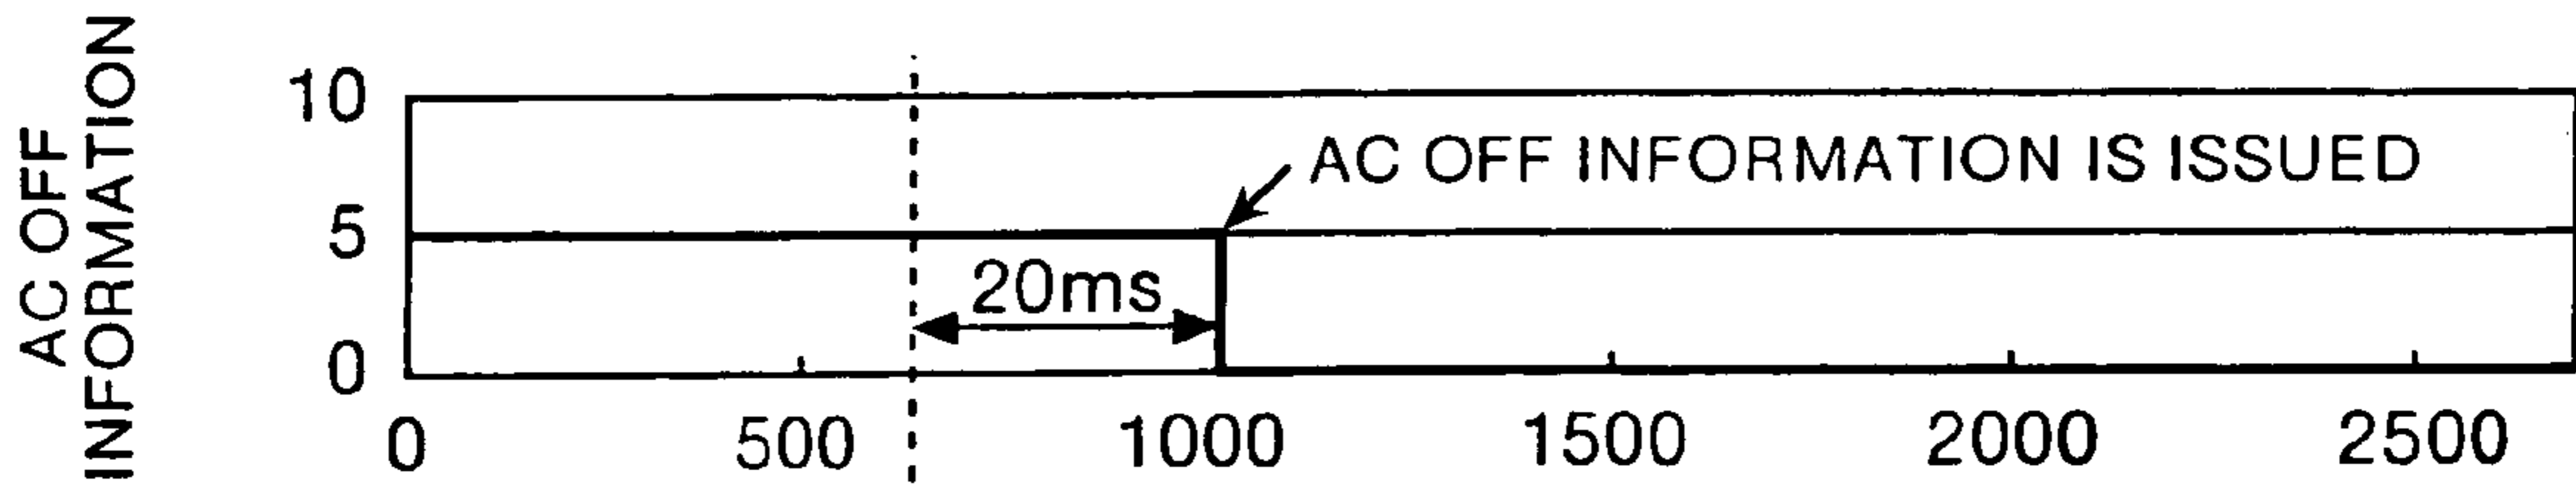 AC OFF
INFORMATION
10
AC OFF INFORMATION IS ISSUED
5
20ms
0
0 500 1000 1500 2000 2500